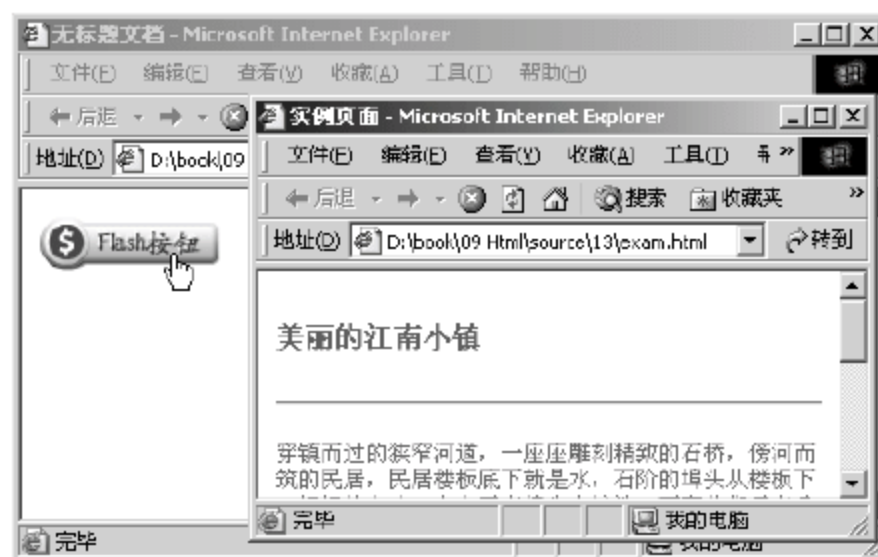 无标题文档 - Microsoft Internet Explorer
文件(F) 编辑(E) 查看(V) 收藏(A) 工具(T) 帮助(H)
后退
地址(D) D:\book\09
Flash按钮
完毕
实例页面 - Microsoft Internet Explorer
文件(F) 编辑(E) 查看(V) 收藏(A) 工具(T) »
后退 搜索 收藏夹 »
地址(D) D:\book\09 Html\source\13\exam.html 转到
美丽的江南小镇
穿镇而过的狭窄河道，一座座雕刻精致的石桥，傍河而
筑的民居，民居楼板底下就是水，石阶的埠头从楼板下
完毕 我的电脑
我的电脑